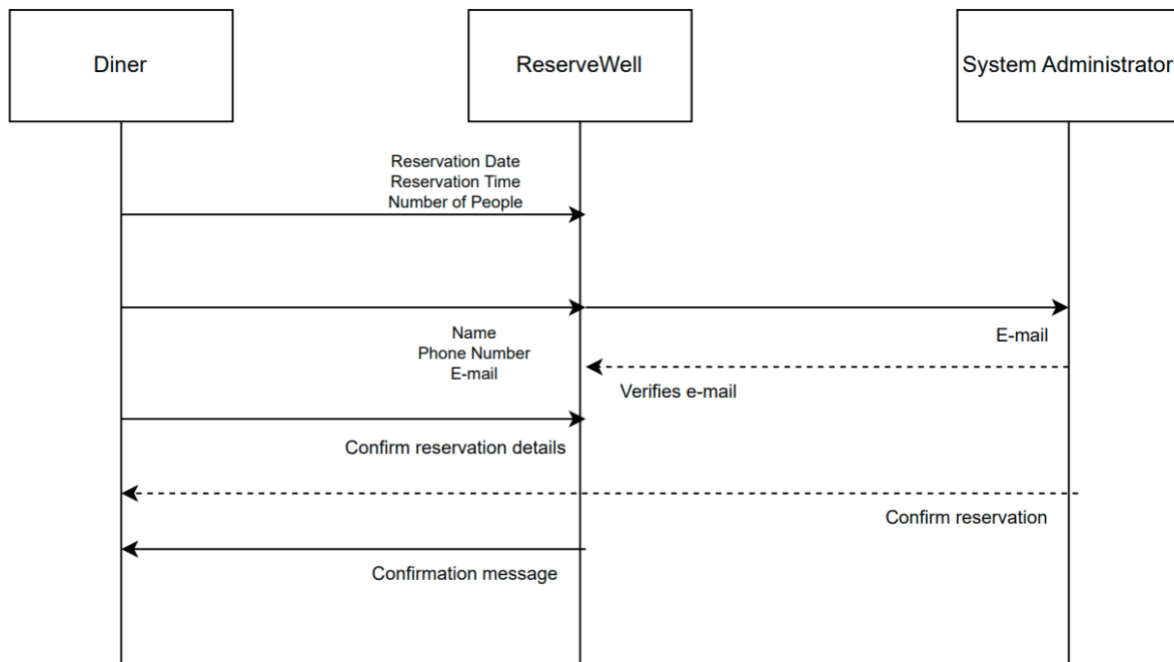 Diner
ReserveWell
System Administrator
Reservation Date
Reservation Time
Number of People
Name
Phone Number
E-mail
E-mail
Verifies e-mail
Confirm reservation details
Confirm reservation
Confirmation message